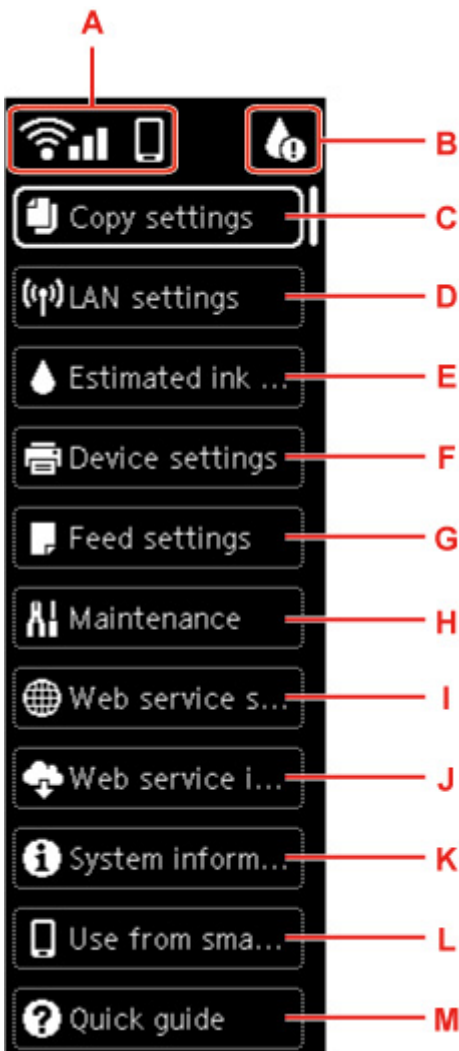 A
B
Copy settings C
LAN settings D
Estimated ink ... E
Device settings F
Feed settings G
Maintenance H
Web service s... I
Web service i... J
System inform... K
Use from sma... L
Quick guide M